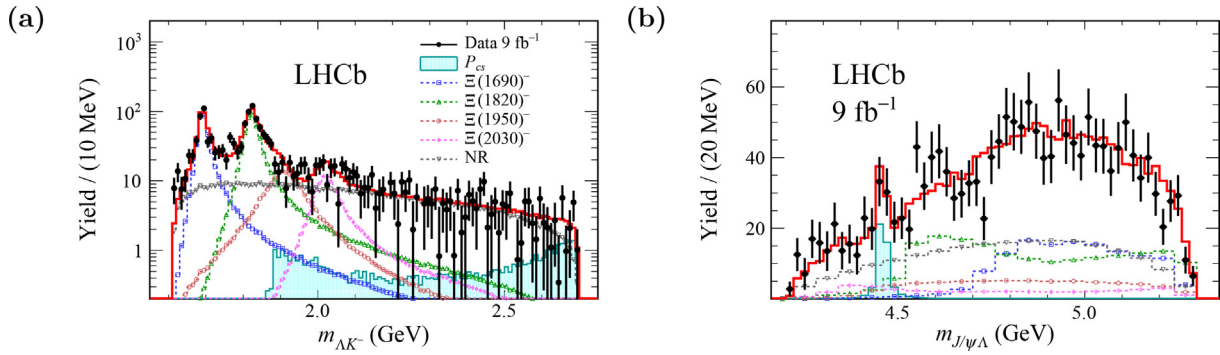 (a)
Yield / (10 MeV)
10³
10²
10
1
LHCb
Data 9 fb⁻¹
P_cs
Ξ(1690)⁻
Ξ(1820)⁻
Ξ(1950)⁻
Ξ(2030)⁻
NR
2.0
2.5
m_ΛK⁻ (GeV)
(b)
Yield / (20 MeV)
60
40
20
LHCb
9 fb⁻¹
4.5
5.0
m_J/ψΛ (GeV)